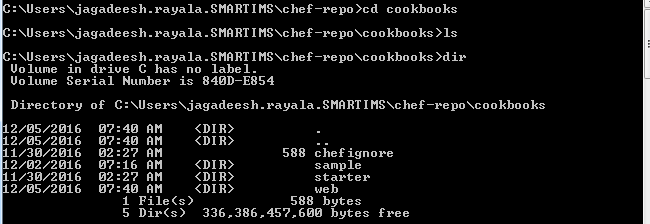 C:\Users\jagadeesh.rayala.SMARTIMS\chef-repo>cd cookbooks
C:\Users\jagadeesh.rayala.SMARTIMS\chef-repo\cookbooks>ls
C:\Users\jagadeesh.rayala.SMARTIMS\chef-repo\cookbooks>dir
 Volume in drive C has no label.
 Volume Serial Number is 840D-E854
 Directory of C:\Users\jagadeesh.rayala.SMARTIMS\chef-repo\cookbooks
12/05/2016  07:40 AM    <DIR>          .
12/05/2016  07:40 AM    <DIR>          ..
11/30/2016  02:27 AM               588 chefignore
12/02/2016  07:16 AM    <DIR>          sample
11/30/2016  02:27 AM    <DIR>          starter
12/05/2016  07:40 AM    <DIR>          web
               1 File(s)            588 bytes
               5 Dir(s)  336,386,457,600 bytes free